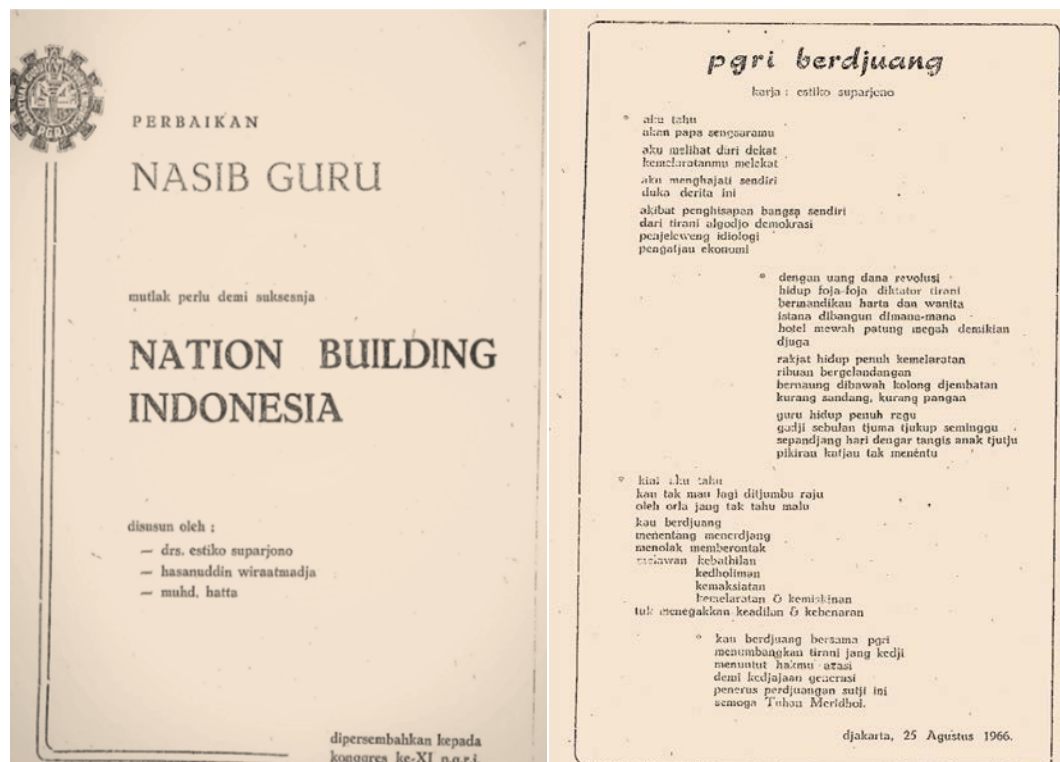 PGRI
PERBAIKAN
NASIB GURU
mutlak perlu demi suksesnja
NATION BUILDING
INDONESIA
disusun oleh :
— drs. estiko suparjono
— hasanuddin wiraatmadja
— muhd. hatta
dipersembahkan kepada
konggres ke-XI p.g.r.i.
pgri berdjuang
karja : estiko suparjono
aku tahu
akan papa sengsaramu
aku melihat dari dekat
kemelaratanmu melekat
aku menghajati sendiri
duka derita ini
akibat penghisapan bangsa sendiri
dari tirani algodjo demokrasi
penjeleweng idiologi
pengatjau ekonomi
dengan uang dana revolusi
hidup foja-foja diktator tirani
bermandikan harta dan wanita
istana dibangun dimana-mana
hotel mewah patung megah demikian
djuga
rakjat hidup penuh kemelaratan
ribuan bergelandangan
bernaung dibawah kolong djembatan
kurang sandang, kurang pangan
guru hidup penuh ragu
gadji sebulan tjuma tjukup seminggu
sepandjang hari dengar tangis anak tjutju
pikiran katjau tak menentu
kini aku tahu
kau tak mau lagi ditjumbu raju
oleh orla jang tak tahu malu
kau berdjuang
menentang menerdjang
menolak memberontak
melawan kebathilan
kedholiman
kemaksiatan
kemelaratan & kemiskinan
tuk menegakkan keadilan & kebenaran
kau berdjuang bersama pgri
menumbangkan tirani jang kedji
menuntut hakmu azasi
demi kedjajaan generasi
penerus perdjuangan sutji ini
semoga Tuhan Meridhoi.
djakarta, 25 Agustus 1966.